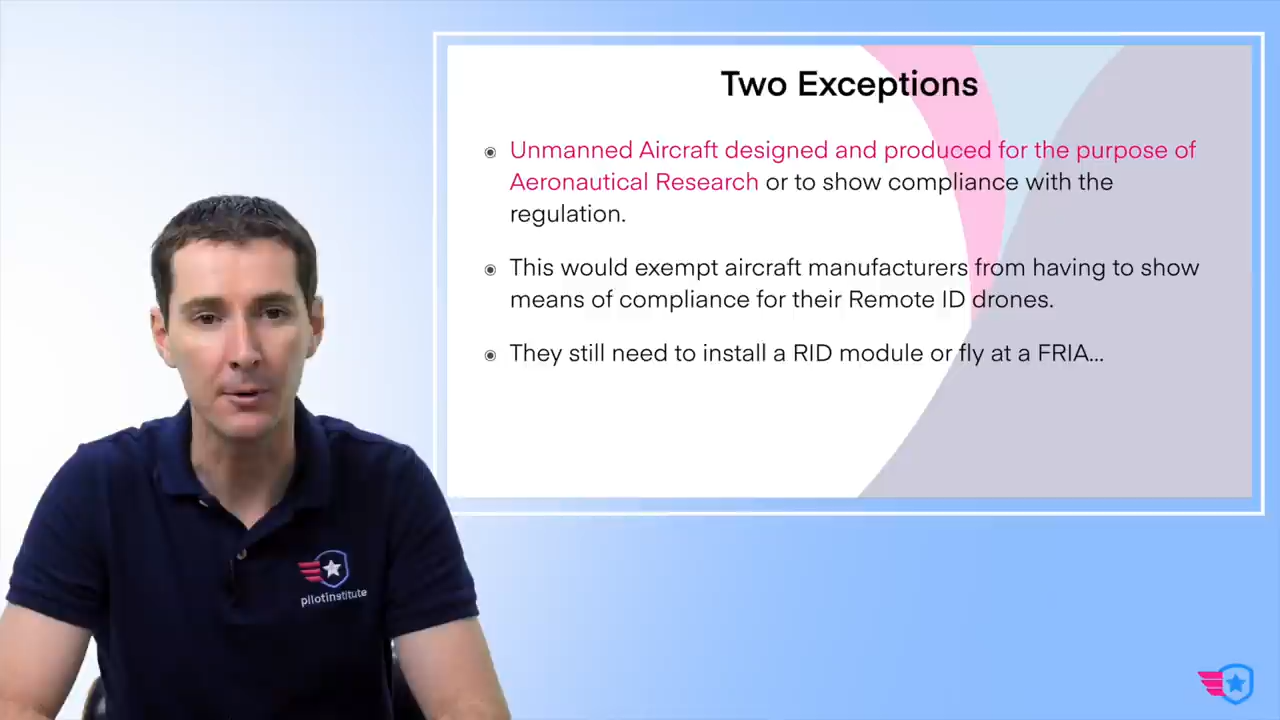 Two Exceptions
Unmanned Aircraft designed and produced for the purpose of
Aeronautical Research or to show compliance with the
regulation.
This would exempt aircraft manufacturers from having to show
means of compliance for their Remote ID drones.
They still need to install a RID module or fly at a FRIA...
pilotinstitute